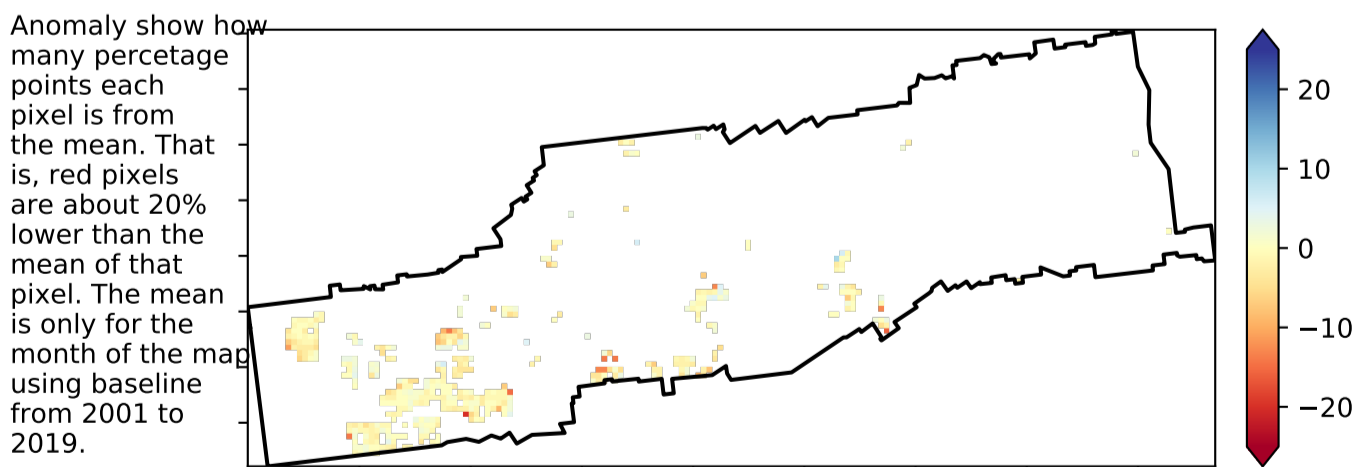 Anomaly show how
many percetage
points each
pixel is from
the mean. That
is, red pixels
are about 20%
lower than the
mean of that
pixel. The mean
is only for the
month of the map
using baseline
from 2001 to
2019.
20
10
0
−10
−20